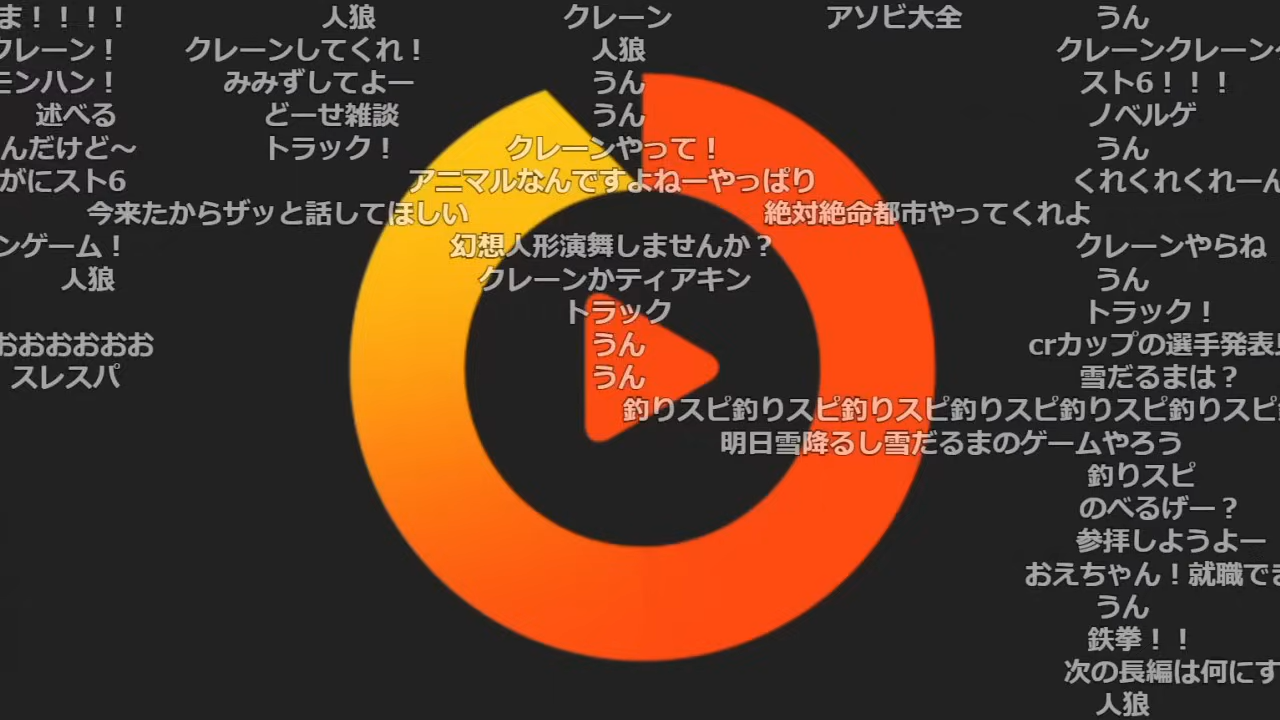 ま！！！！ 人狼 クレーン アソビ大全 うん
クレーン！ クレーンしてくれ！ 人狼 クレーンクレーン
モンハン！ みみずしてよー うん スト6！！！
述べる どーせ雑談 うん ノベルゲ
んだけど〜 トラック！ クレーンやって！ うん
がにスト6 アニマルなんですよねーやっぱり くれくれくれーん
今来たからザッと話してほしい 絶対絶命都市やってくれよ
ンゲーム！ 幻想人形演舞しませんか？ クレーンやらね
人狼 クレーンかティアキン うん
トラック トラック！
おおおおおお うん crカップの選手発表
スレスパ うん 雪だるまは？
釣りスピ釣りスピ釣りスピ釣りスピ釣りスピ釣りスピ
明日雪降るし雪だるまのゲームやろう
釣りスピ
のべるげー？
参拝しようよー
おえちゃん！就職でき
うん
鉄拳！！
次の長編は何にす
人狼